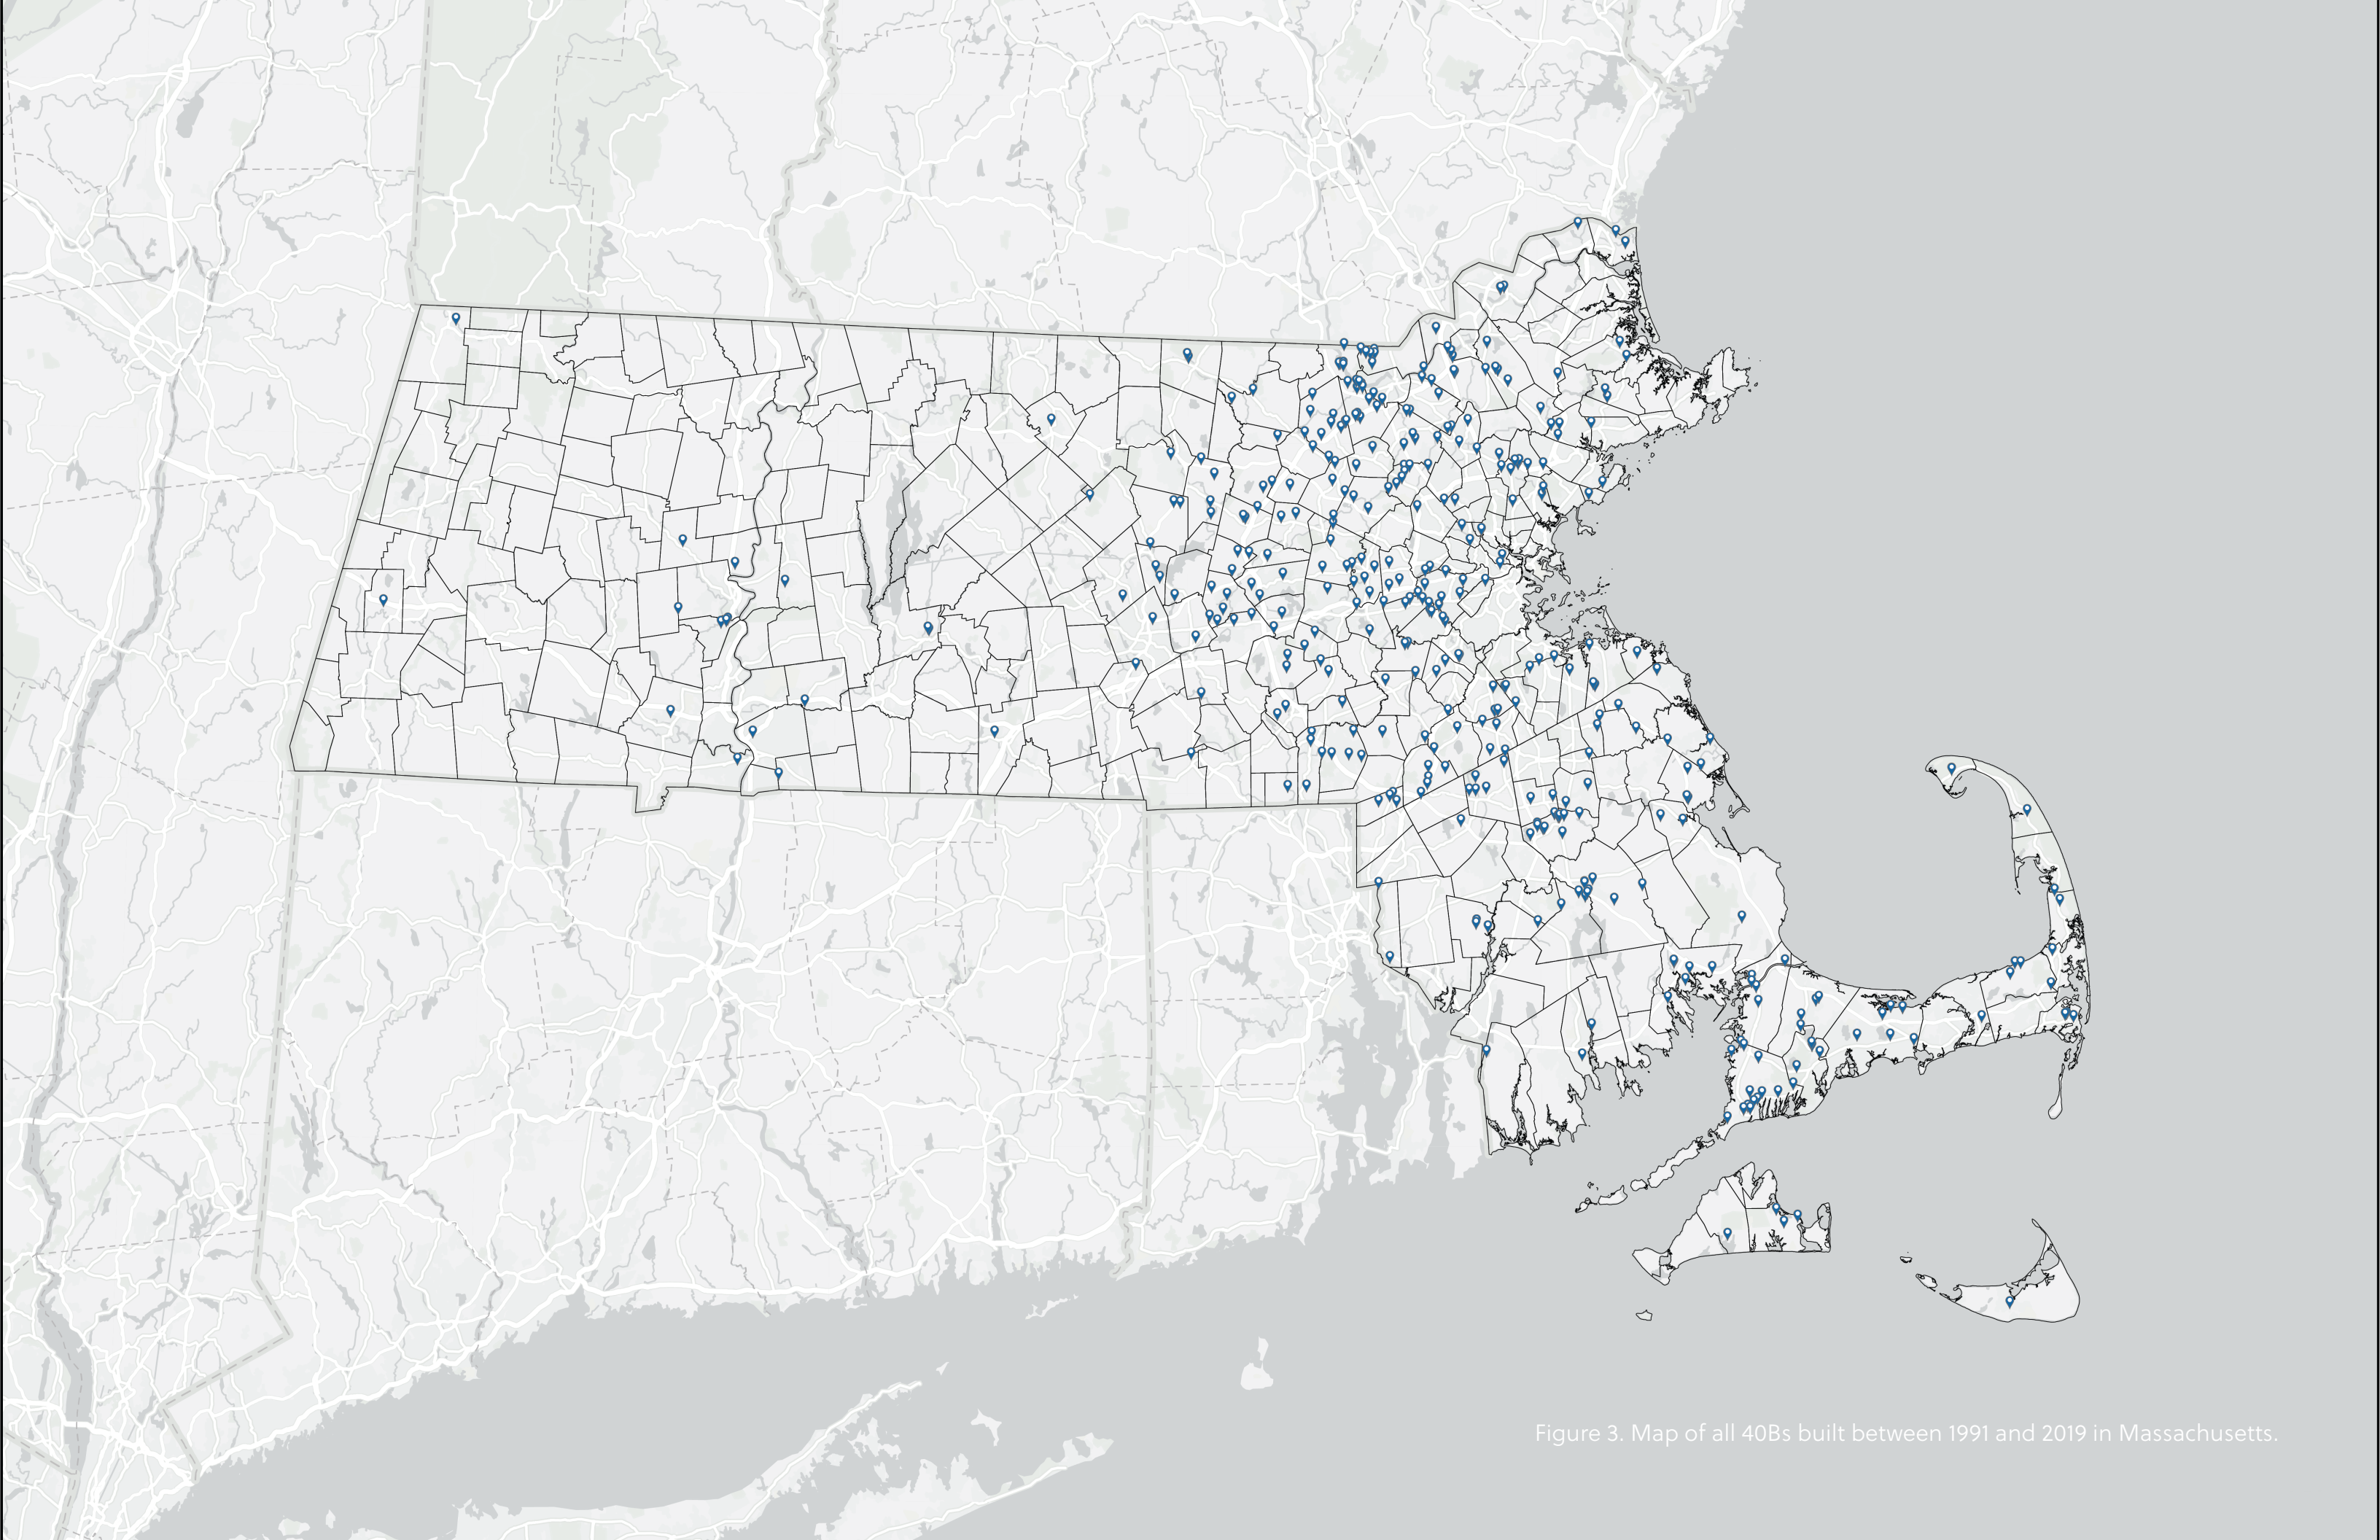 Figure 3. Map of all 40Bs built between 1991 and 2019 in Massachusetts.